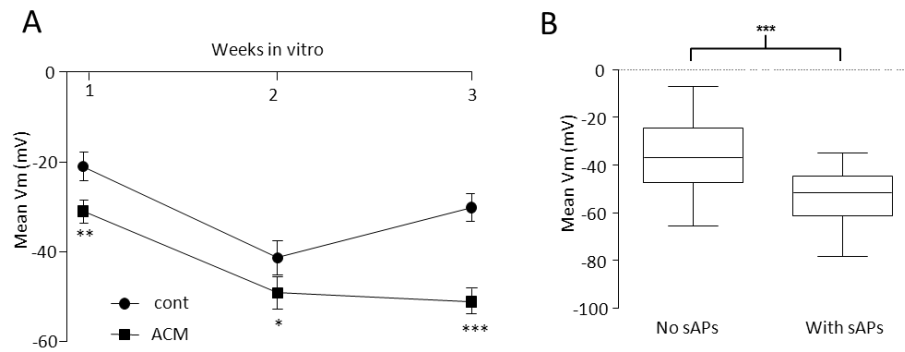 A
Weeks in vitro
0
1
2
3
-20
-40
-60
Mean Vm (mV)
**
*
***
cont
ACM
B
***
0
-20
-40
-60
-80
-100
Mean Vm (mV)
No sAPs
With sAPs